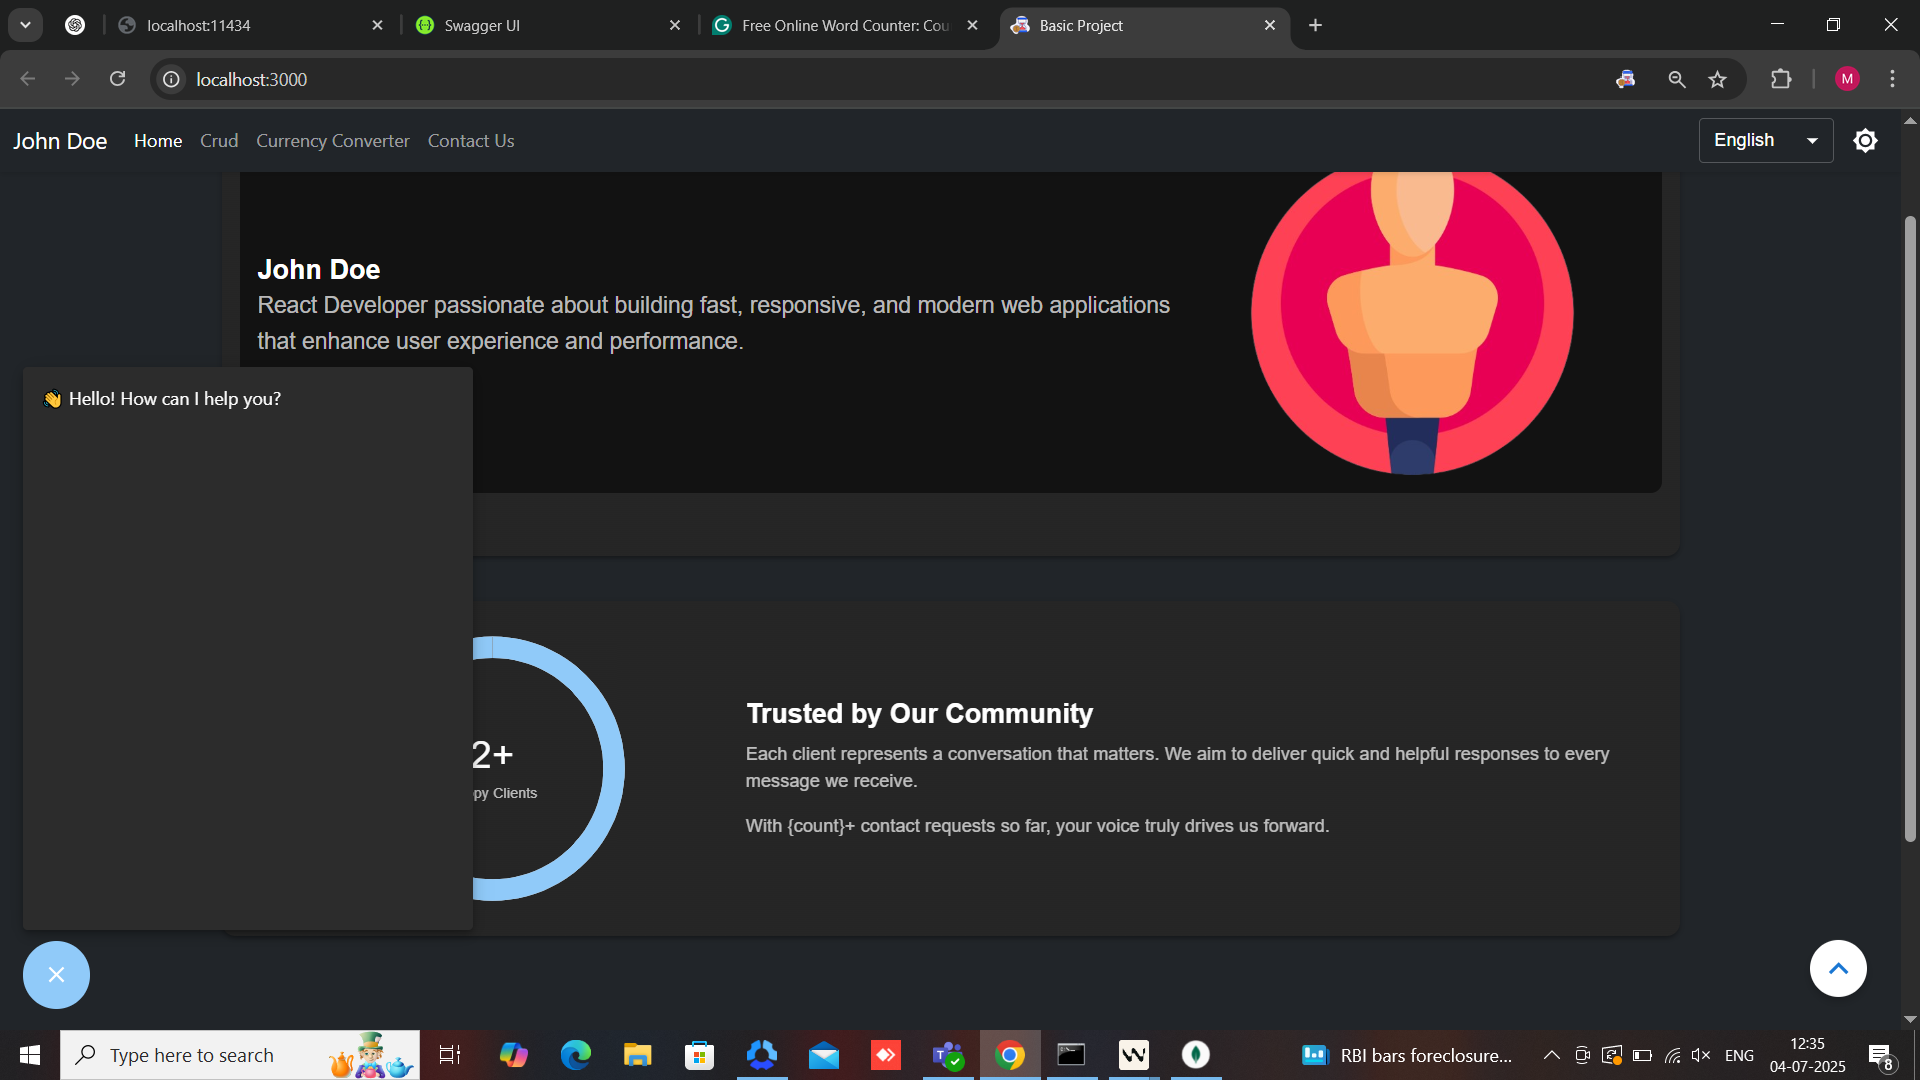 localhost:11434
Swagger UI
Free Online Word Counter: Cou
Basic Project
localhost:3000
M
John Doe
Home
Crud
Currency Converter
Contact Us
English
John Doe
React Developer passionate about building fast, responsive, and modern web applications
that enhance user experience and performance.
👋 Hello! How can I help you?
2+
py Clients
Trusted by Our Community
Each client represents a conversation that matters. We aim to deliver quick and helpful responses to every
message we receive.
With {count}+ contact requests so far, your voice truly drives us forward.
Type here to search
RBI bars foreclosure...
ENG
12:35
04-07-2025
8